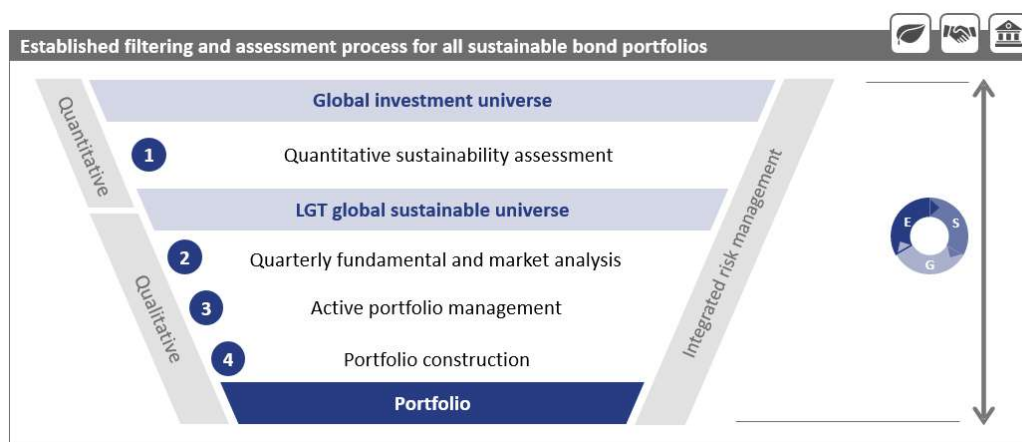 Established filtering and assessment process for all sustainable bond portfolios
Quantitative
Global investment universe
1
Quantitative sustainability assessment
LGT global sustainable universe
Qualitative
2
Quarterly fundamental and market analysis
3
Active portfolio management
4
Portfolio construction
Portfolio
Integrated risk management
E
S
G